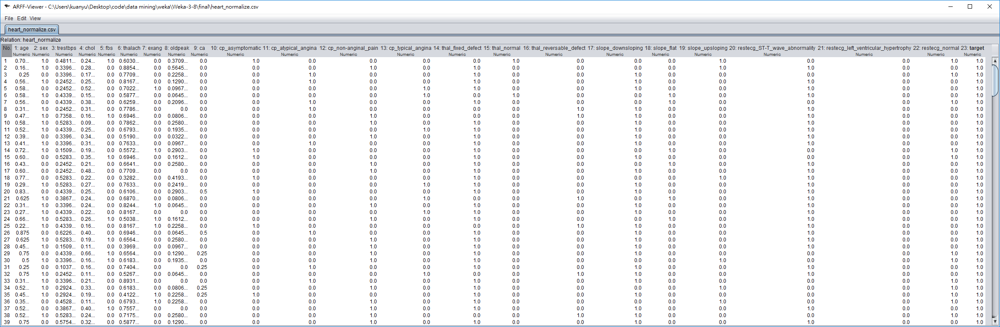 ARFF-Viewer - C:\Users\kuanyu\Desktop\code\data mining\weka\Weka-3-8\final\heart_normalize.csv
File Edit View
heart_normalize.csv
Relation: heart_normalize
No. 1: age 2: sex 3: trestbps 4: chol 5: fbs 6: thalach 7: exang 8: oldpeak 9: ca 10: cp_asymptomatic 11: cp_atypical_angina 12: cp_non-anginal_pain 13: cp_typical_angina 14: thal_fixed_defect 15: thal_normal 16: thal_reversable_defect 17: slope_downsloping 18: slope_flat 19: slope_upsloping 20: restecg_ST-T_wave_abnormality 21: restecg_left_ventricular_hypertrophy 22: restecg_normal 23: target
Numeric Numeric Numeric Numeric Numeric Numeric Numeric Numeric Numeric Numeric Numeric Numeric Numeric Numeric Numeric Numeric Numeric Numeric Numeric Numeric Numeric Numeric Numeric
1 0.70... 1.0 0.4811... 0.24... 1.0 0.6030... 0.0 0.3709... 0.0 1.0 0.0 0.0 0.0 0.0 1.0 0.0 0.0 0.0 1.0 0.0 0.0 1.0 1.0
2 0.16... 1.0 0.3396... 0.28... 0.0 0.8854... 0.0 0.5645... 0.0 0.0 0.0 1.0 0.0 1.0 0.0 0.0 0.0 0.0 1.0 1.0 0.0 0.0 1.0
3 0.25 0.0 0.3396... 0.17... 0.0 0.7709... 0.0 0.2258... 0.0 0.0 1.0 0.0 0.0 1.0 0.0 0.0 1.0 0.0 0.0 0.0 0.0 1.0 1.0
4 0.56... 1.0 0.2452... 0.25... 0.0 0.8167... 0.0 0.1290... 0.0 0.0 1.0 0.0 0.0 1.0 0.0 0.0 1.0 0.0 0.0 1.0 0.0 0.0 1.0
5 0.58... 0.0 0.2452... 0.52... 0.0 0.7022... 1.0 0.0967... 0.0 0.0 0.0 0.0 1.0 1.0 0.0 0.0 1.0 0.0 0.0 1.0 0.0 0.0 1.0
6 0.58... 1.0 0.4339... 0.15... 0.0 0.5877... 0.0 0.0645... 0.0 0.0 0.0 0.0 1.0 0.0 1.0 0.0 0.0 1.0 0.0 1.0 0.0 0.0 1.0
7 0.56... 0.0 0.4339... 0.38... 0.0 0.6259... 0.0 0.2096... 0.0 0.0 1.0 0.0 0.0 1.0 0.0 0.0 0.0 1.0 0.0 0.0 0.0 1.0 1.0
8 0.31... 1.0 0.2452... 0.31... 0.0 0.7786... 0.0 0.0 0.0 0.0 1.0 0.0 0.0 0.0 0.0 1.0 1.0 0.0 0.0 1.0 0.0 0.0 1.0
9 0.47... 1.0 0.7358... 0.16... 1.0 0.6946... 0.0 0.0806... 0.0 0.0 0.0 1.0 0.0 0.0 0.0 1.0 1.0 0.0 0.0 1.0 0.0 0.0 1.0
10 0.58... 1.0 0.5283... 0.09... 0.0 0.7862... 0.0 0.2580... 0.0 0.0 0.0 1.0 0.0 1.0 0.0 0.0 1.0 0.0 0.0 1.0 0.0 0.0 1.0
11 0.52... 1.0 0.4339... 0.25... 0.0 0.6793... 0.0 0.1935... 0.0 0.0 0.0 0.0 1.0 1.0 0.0 0.0 1.0 0.0 0.0 1.0 0.0 0.0 1.0
12 0.39... 0.0 0.3396... 0.34... 0.0 0.5190... 0.0 0.0322... 0.0 0.0 0.0 1.0 0.0 1.0 0.0 0.0 1.0 0.0 0.0 1.0 0.0 0.0 1.0
13 0.41... 1.0 0.3396... 0.31... 0.0 0.7633... 0.0 0.0967... 0.0 0.0 1.0 0.0 0.0 1.0 0.0 0.0 1.0 0.0 0.0 1.0 0.0 0.0 1.0
14 0.72... 1.0 0.1509... 0.19... 0.0 0.5572... 1.0 0.2903... 0.0 1.0 0.0 0.0 0.0 1.0 0.0 0.0 0.0 1.0 0.0 0.0 0.0 1.0 1.0
15 0.60... 0.0 0.5283... 0.35... 1.0 0.6946... 0.0 0.1612... 0.0 1.0 0.0 0.0 0.0 1.0 0.0 0.0 1.0 0.0 0.0 0.0 0.0 1.0 1.0
16 0.43... 0.0 0.2452... 0.21... 0.0 0.6641... 0.0 0.2580... 0.0 0.0 0.0 1.0 0.0 1.0 0.0 0.0 0.0 1.0 0.0 1.0 0.0 0.0 1.0
17 0.60... 0.0 0.2452... 0.48... 0.0 0.7709... 0.0 0.0 0.0 0.0 0.0 1.0 0.0 1.0 0.0 0.0 1.0 0.0 0.0 1.0 0.0 0.0 1.0
18 0.77... 0.0 0.5283... 0.22... 0.0 0.3282... 0.0 0.4193... 0.0 1.0 0.0 0.0 0.0 1.0 0.0 0.0 0.0 0.0 1.0 1.0 0.0 0.0 1.0
19 0.29... 1.0 0.5283... 0.27... 0.0 0.7633... 0.0 0.2419... 0.0 0.0 0.0 0.0 1.0 1.0 0.0 0.0 1.0 0.0 0.0 1.0 0.0 0.0 1.0
20 0.83... 0.0 0.4339... 0.25... 0.0 0.6106... 0.0 0.2903... 0.5 1.0 0.0 0.0 0.0 1.0 0.0 0.0 1.0 0.0 0.0 1.0 0.0 0.0 1.0
21 0.625 1.0 0.3867... 0.24... 0.0 0.6870... 0.0 0.0806... 0.0 0.0 0.0 0.0 1.0 0.0 0.0 1.0 0.0 1.0 0.0 1.0 0.0 0.0 1.0
22 0.31... 1.0 0.3396... 0.24... 0.0 0.8244... 1.0 0.0645... 0.0 0.0 0.0 1.0 0.0 1.0 0.0 0.0 1.0 0.0 0.0 1.0 0.0 0.0 1.0
23 0.27... 1.0 0.4339... 0.22... 0.0 0.8167... 0.0 0.0 0.0 0.0 0.0 0.0 1.0 1.0 0.0 0.0 1.0 0.0 0.0 1.0 0.0 0.0 1.0
24 0.66... 1.0 0.5283... 0.26... 1.0 0.5038... 1.0 0.1612... 0.0 0.0 0.0 1.0 0.0 1.0 0.0 0.0 0.0 1.0 0.0 1.0 0.0 0.0 1.0
25 0.22... 1.0 0.4339... 0.16... 0.0 0.8167... 1.0 0.2258... 0.0 1.0 0.0 0.0 0.0 0.0 0.0 1.0 1.0 0.0 0.0 1.0 0.0 0.0 1.0
26 0.875 0.0 0.6226... 0.40... 0.0 0.6946... 0.0 0.0645... 0.5 0.0 1.0 0.0 0.0 1.0 0.0 0.0 1.0 0.0 0.0 1.0 0.0 0.0 1.0
27 0.625 1.0 0.5283... 0.19... 1.0 0.6564... 0.0 0.2580... 0.0 0.0 0.0 1.0 0.0 1.0 0.0 0.0 1.0 0.0 0.0 1.0 0.0 0.0 1.0
28 0.45... 1.0 0.1509... 0.11... 0.0 0.3969... 0.0 0.0967... 0.0 0.0 0.0 1.0 0.0 1.0 0.0 0.0 1.0 0.0 0.0 1.0 0.0 0.0 1.0
29 0.75 0.0 0.4339... 0.66... 1.0 0.6564... 0.0 0.1290... 0.25 0.0 0.0 1.0 0.0 1.0 0.0 0.0 1.0 0.0 0.0 0.0 0.0 1.0 1.0
30 0.5 1.0 0.3396... 0.16... 1.0 0.6183... 0.0 0.1935... 0.0 0.0 0.0 1.0 0.0 1.0 0.0 0.0 0.0 0.0 1.0 0.0 0.0 1.0 1.0
31 0.25 0.0 0.1037... 0.16... 0.0 0.7404... 0.0 0.0 0.25 0.0 1.0 0.0 0.0 1.0 0.0 0.0 1.0 0.0 0.0 1.0 0.0 0.0 1.0
32 0.75 1.0 0.2452... 0.11... 0.0 0.5267... 0.0 0.0645... 0.0 0.0 0.0 0.0 1.0 0.0 0.0 1.0 1.0 0.0 0.0 1.0 0.0 0.0 1.0
33 0.31... 1.0 0.3396... 0.21... 0.0 0.8931... 0.0 0.0 0.0 0.0 1.0 0.0 0.0 1.0 0.0 0.0 1.0 0.0 0.0 0.0 0.0 1.0 1.0
34 0.52... 1.0 0.2924... 0.33... 0.0 0.6183... 0.0 0.0806... 0.25 0.0 0.0 1.0 0.0 1.0 0.0 0.0 0.0 0.0 1.0 0.0 0.0 1.0 1.0
35 0.45... 1.0 0.2924... 0.19... 0.0 0.4122... 1.0 0.2258... 0.25 1.0 0.0 0.0 0.0 1.0 0.0 0.0 1.0 0.0 0.0 0.0 0.0 1.0 1.0
36 0.35... 0.0 0.4528... 0.11... 0.0 0.6793... 1.0 0.2258... 0.0 0.0 0.0 1.0 0.0 1.0 0.0 0.0 0.0 0.0 1.0 0.0 0.0 1.0 1.0
37 0.52... 0.0 0.3867... 0.40... 1.0 0.7557... 0.0 0.0 0.0 0.0 0.0 1.0 0.0 1.0 0.0 0.0 1.0 0.0 0.0 1.0 0.0 0.0 1.0
38 0.52... 1.0 0.5283... 0.24... 0.0 0.7175... 0.0 0.2580... 0.0 0.0 0.0 1.0 0.0 0.0 0.0 1.0 1.0 0.0 0.0 0.0 0.0 1.0 1.0
39 0.75 0.0 0.5754... 0.32... 0.0 0.5877... 0.0 0.1290... 0.0 0.0 0.0 1.0 0.0 1.0 0.0 0.0 1.0 0.0 0.0 1.0 0.0 0.0 1.0